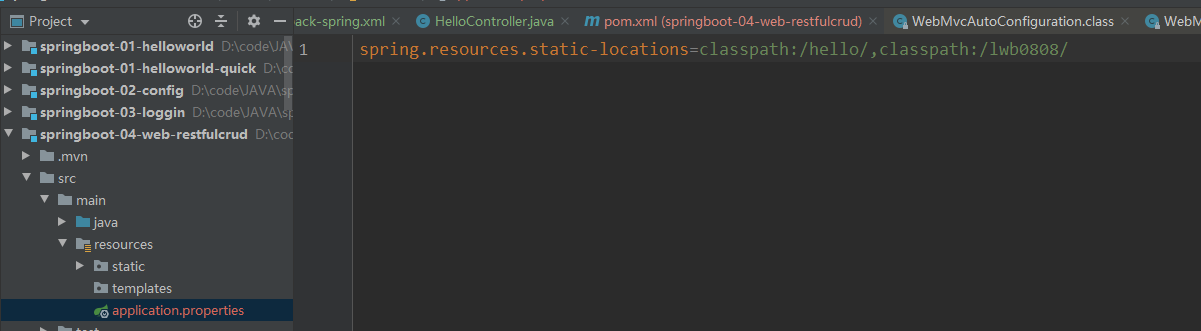 Project
ack-spring.xml
HelloController.java
pom.xml (springboot-04-web-restfulcrud)
WebMvcAutoConfiguration.class
WebM
springboot-01-helloworld D:\code\JAVA
springboot-01-helloworld-quick
springboot-02-config D:\code\JAVA\sp
springboot-03-loggin D:\code\JAVA\sp
springboot-04-web-restfulcrud D:\co
.mvn
src
main
java
resources
static
templates
application.properties
1 spring.resources.static-locations=classpath:/hello/,classpath:/lwb0808/